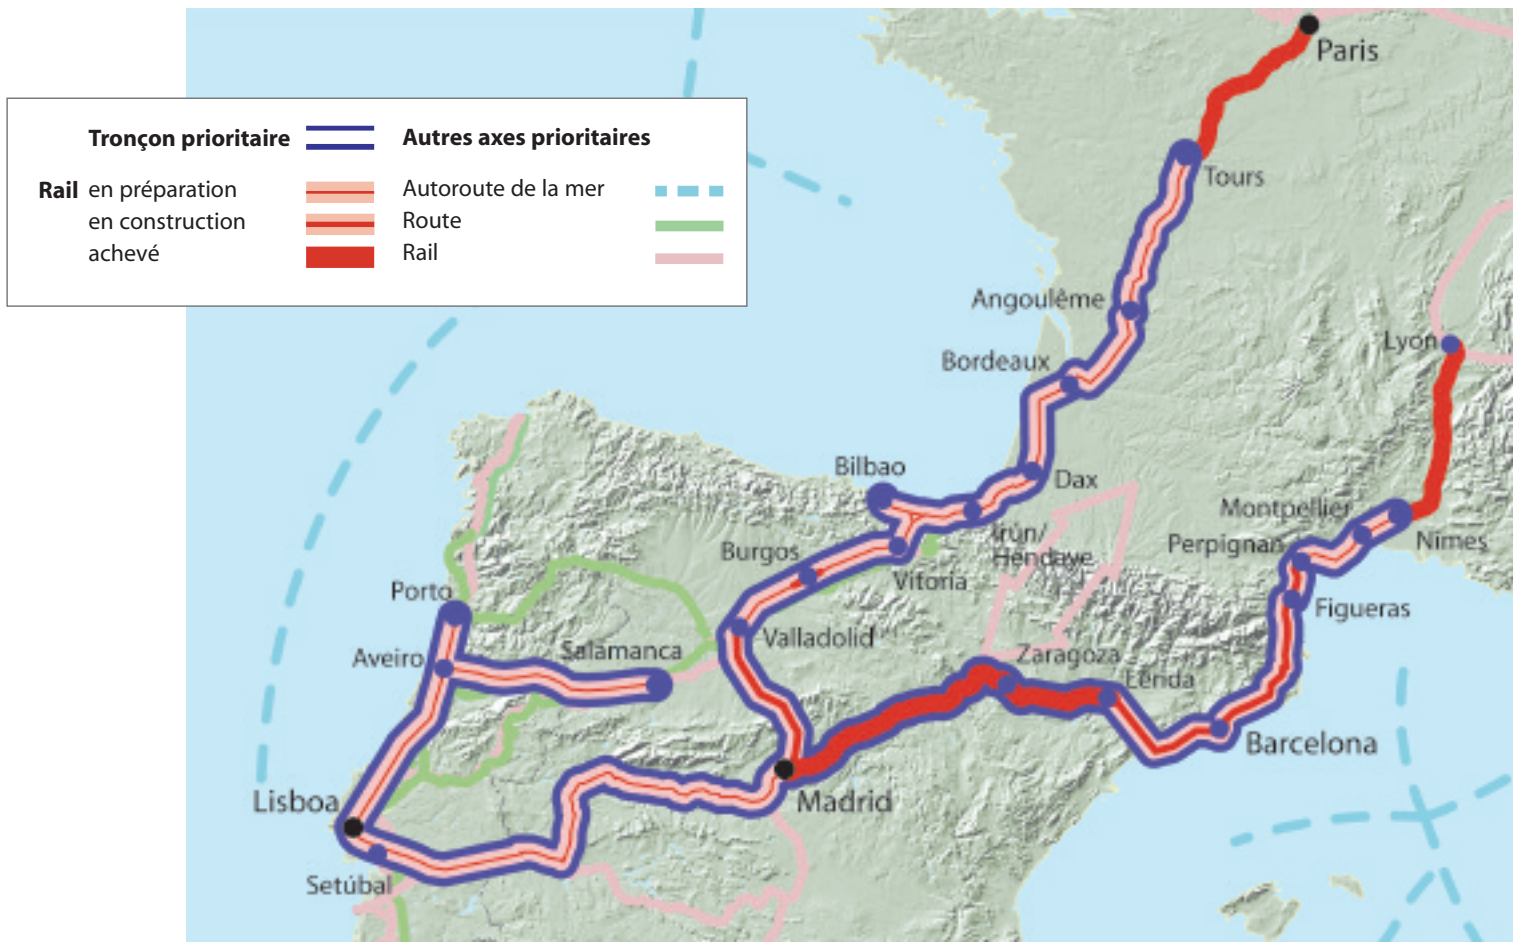 Tronçon prioritaire
Autres axes prioritaires
Rail en préparation
Autoroute de la mer
en construction
Route
achevé
Rail
Paris
Tours
Angoulême
Lyon
Bordeaux
Bilbao
Dax
Montpellier
Irún/
Hendaye
Perpignan
Nîmes
Burgos
Vitoria
Porto
Figueras
Valladolid
Salamanca
Aveiro
Zaragoza
Lérida
Barcelona
Lisboa
Madrid
Setúbal